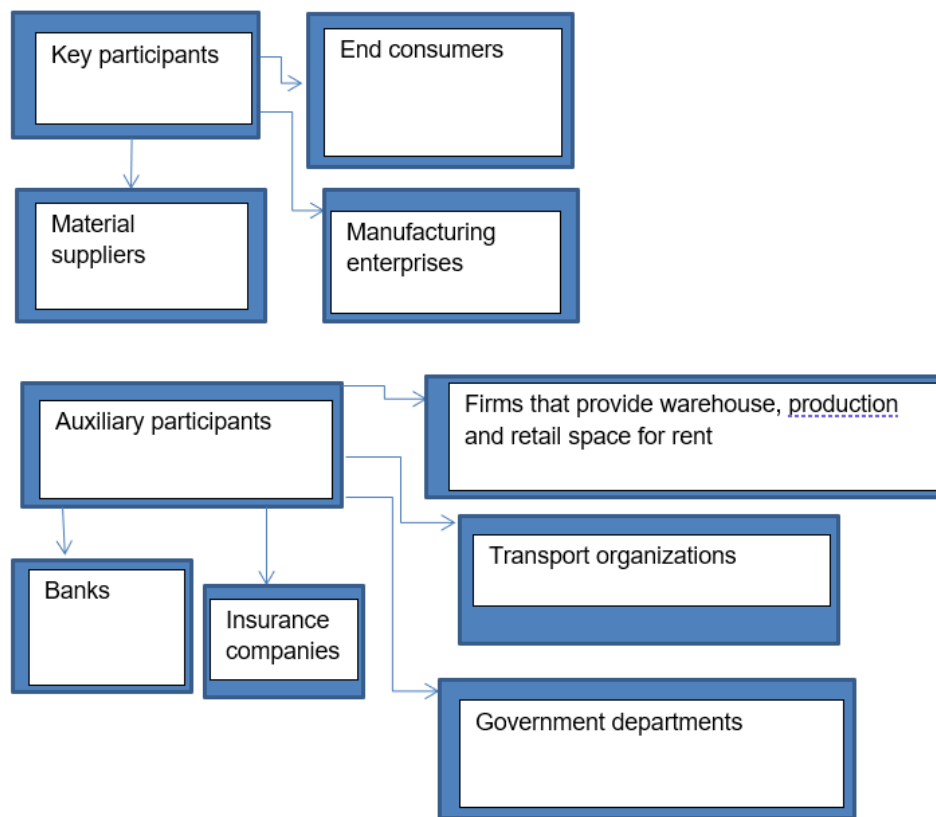 Key participants
End consumers
Material
suppliers
Manufacturing
enterprises
Auxiliary participants
Firms that provide warehouse, production
and retail space for rent
Transport organizations
Banks
Insurance
companies
Government departments